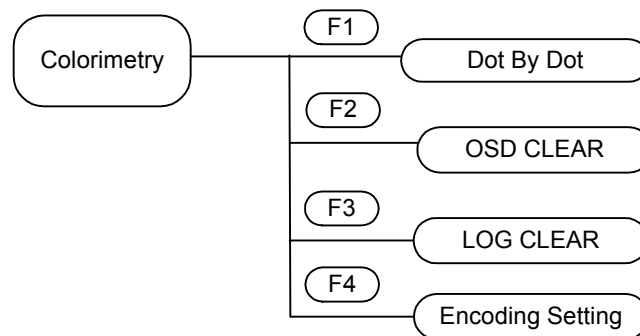 Colorimetry
F1
Dot By Dot
F2
OSD CLEAR
F3
LOG CLEAR
F4
Encoding Setting